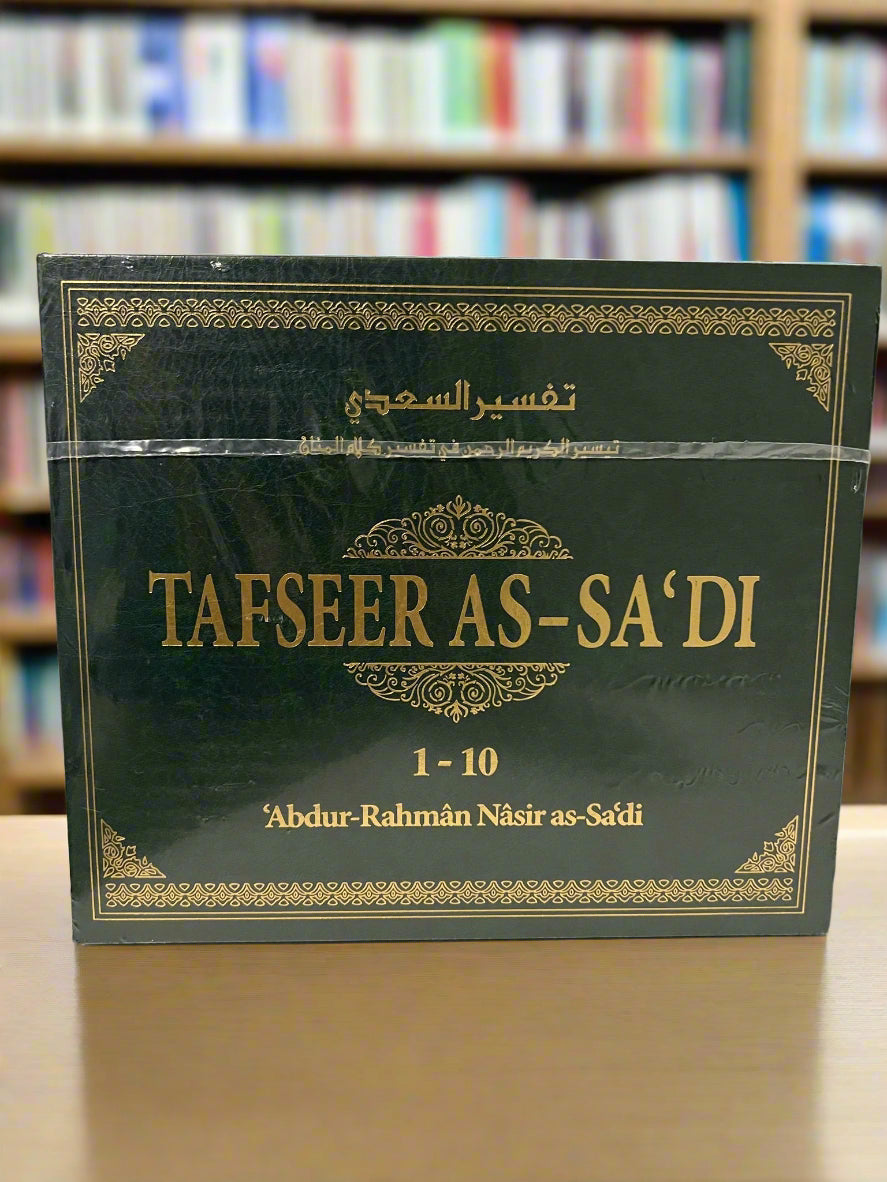 تفسير السعدي
تيسير الكريم الرحمن في تفسير كلام المنان
TAFSEER AS-SA‘DI
1 - 10
‘Abdur-Rahmân Nâsir as-Sa‘di